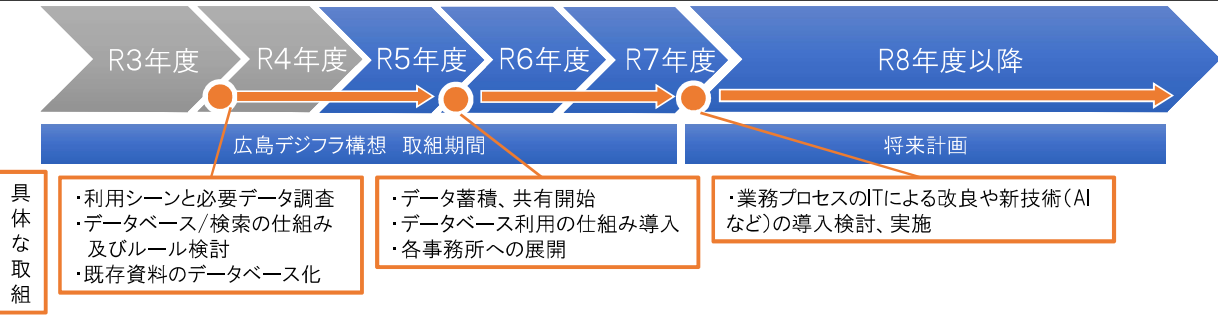 R3年度
R4年度
R5年度
R6年度
R7年度
R8年度以降
広島デジフラ構想　取組期間
将来計画
具体な取組
・利用シーンと必要データ調査
・データベース/検索の仕組み
及びルール検討
・既存資料のデータベース化
・データ蓄積、共有開始
・データベース利用の仕組み導入
・各事務所への展開
・業務プロセスのITによる改良や新技術（AI
など）の導入検討、実施